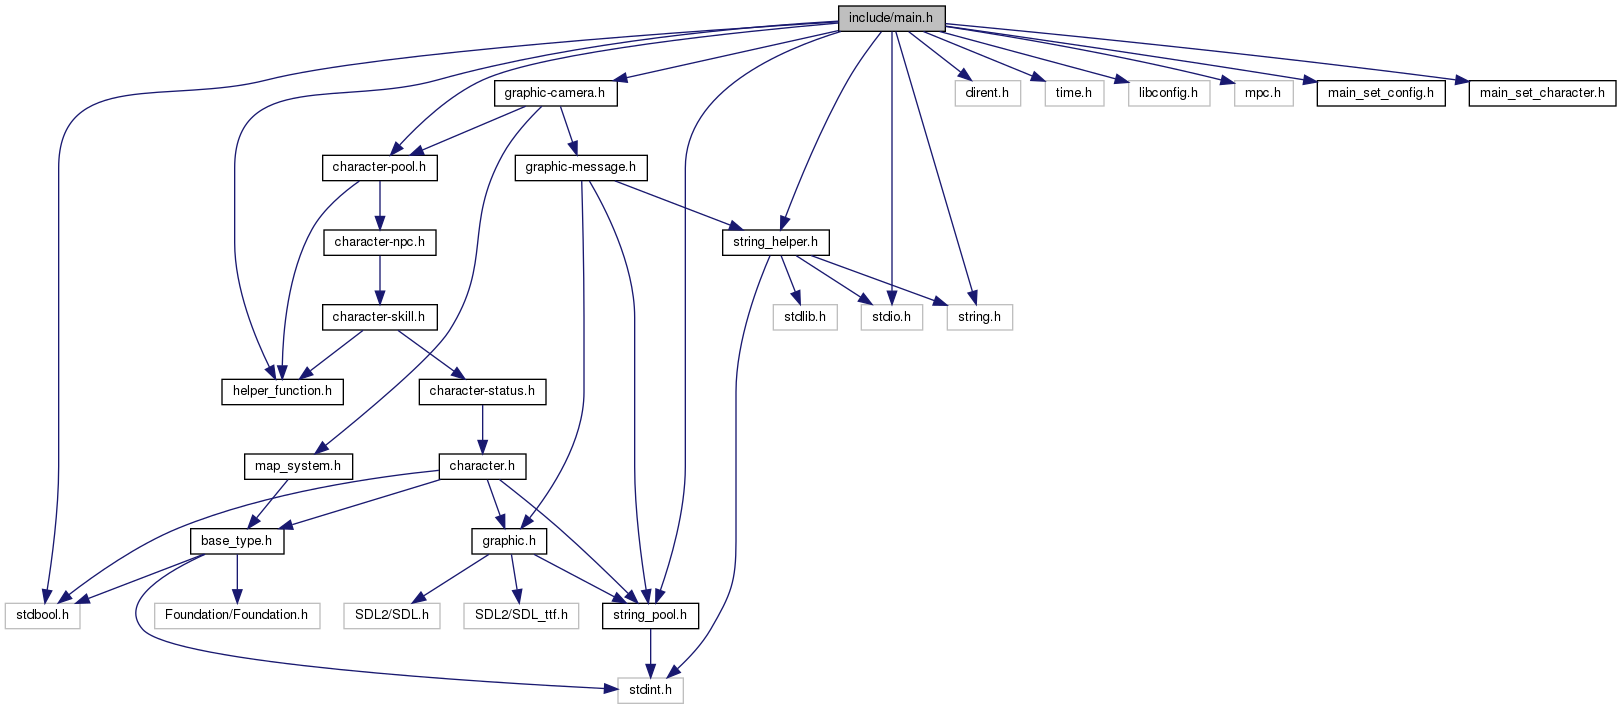 include/main.h
graphic-camera.h
dirent.h
time.h
libconfig.h
mpc.h
main_set_config.h
main_set_character.h
character-pool.h
graphic-message.h
character-npc.h
string_helper.h
character-skill.h
stdlib.h
stdio.h
string.h
helper_function.h
character-status.h
map_system.h
character.h
base_type.h
graphic.h
stdbool.h
Foundation/Foundation.h
SDL2/SDL.h
SDL2/SDL_ttf.h
string_pool.h
stdint.h